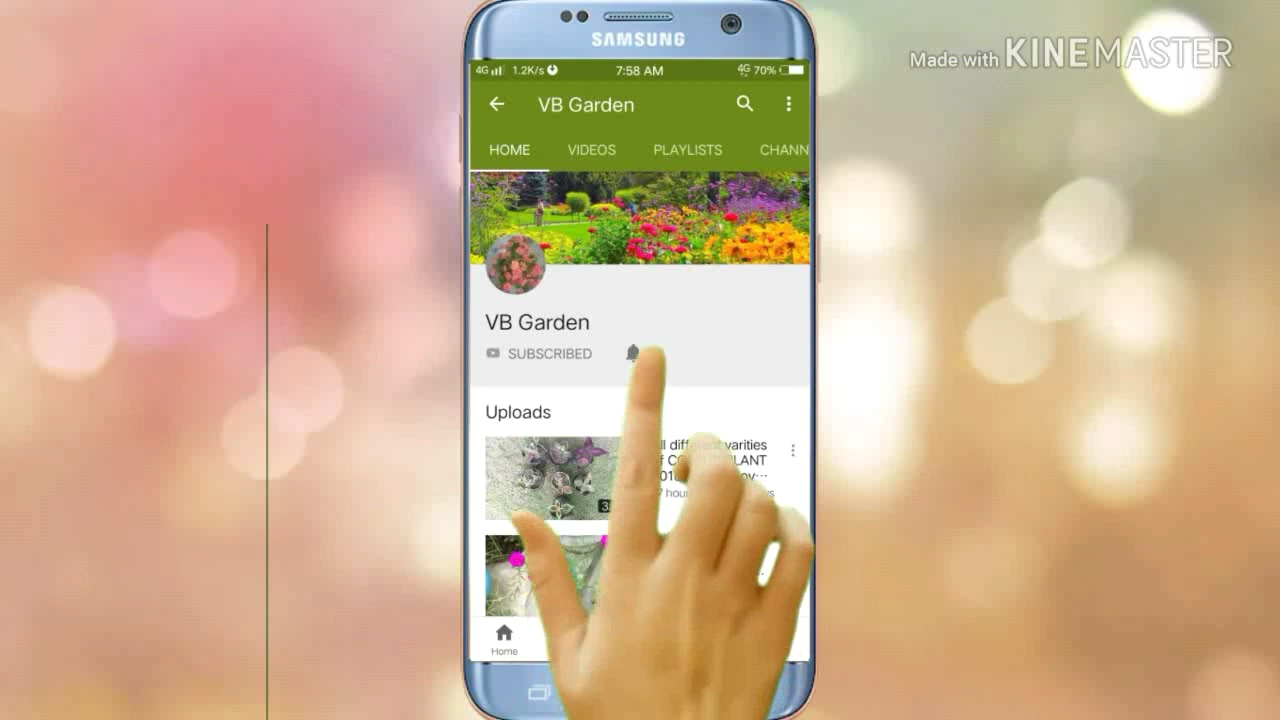 SAMSUNG
Made with KINEMASTER
4G 1.2K/s 7:58 AM 4G 70%
VB Garden
HOME VIDEOS PLAYLISTS CHANN
VB Garden
SUBSCRIBED
Uploads
varities
LANT
Home